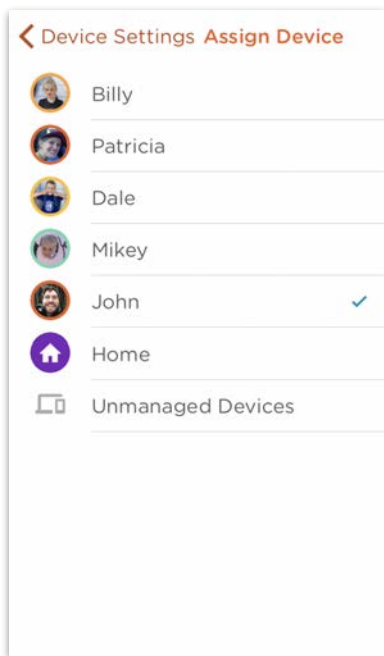 Device Settings Assign Device
Billy
Patricia
Dale
Mikey
John
Home
Unmanaged Devices